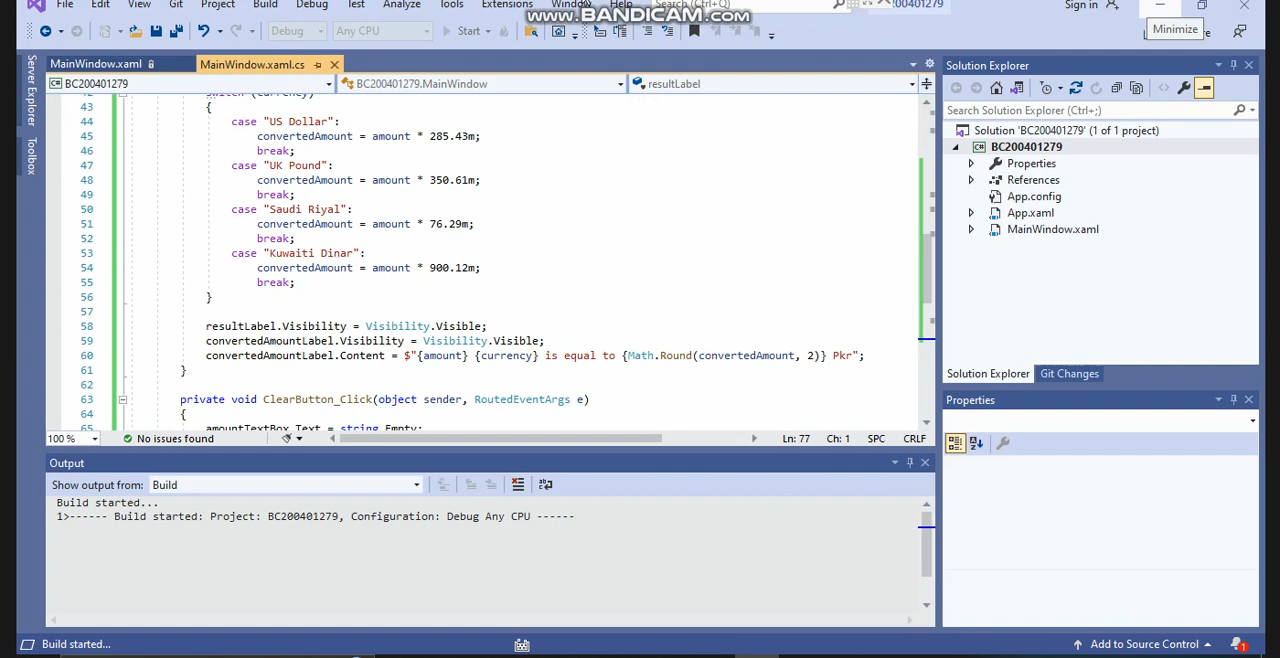 File Edit View Git Project Build Debug Test Analyze Tools Extensions Window Help Search (Ctrl+Q) Sign in
www.BANDICAM.com
Debug Any CPU Start
Minimize
Server Explorer
Toolbox
MainWindow.xaml MainWindow.xaml.cs
BC200401279 BC200401279.MainWindow resultLabel
42 switch (currency)
43 {
44 case "US Dollar":
45 convertedAmount = amount * 285.43m;
46 break;
47 case "UK Pound":
48 convertedAmount = amount * 350.61m;
49 break;
50 case "Saudi Riyal":
51 convertedAmount = amount * 76.29m;
52 break;
53 case "Kuwaiti Dinar":
54 convertedAmount = amount * 900.12m;
55 break;
56 }
57
58 resultLabel.Visibility = Visibility.Visible;
59 convertedAmountLabel.Visibility = Visibility.Visible;
60 convertedAmountLabel.Content = $"{amount} {currency} is equal to {Math.Round(convertedAmount, 2)} Pkr";
61 }
62
63 private void ClearButton_Click(object sender, RoutedEventArgs e)
64 {
65 amountTextBox.Text = string.Empty;
100 % No issues found Ln: 77 Ch: 1 SPC CRLF
Output
Show output from: Build
Build started...
1>------ Build started: Project: BC200401279, Configuration: Debug Any CPU ------
Solution Explorer
Search Solution Explorer (Ctrl+;)
Solution 'BC200401279' (1 of 1 project)
BC200401279
Properties
References
App.config
App.xaml
MainWindow.xaml
Solution Explorer Git Changes
Properties
Build started... Add to Source Control 1